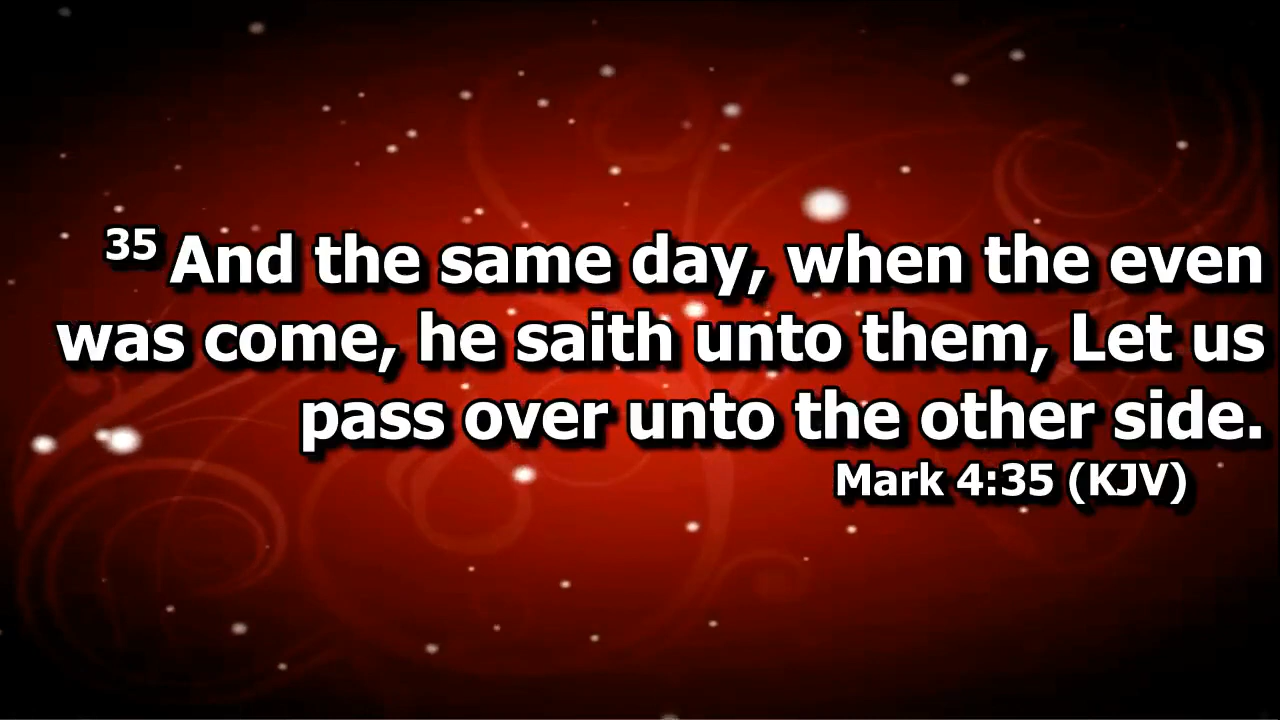 35 And the same day, when the even
was come, he saith unto them, Let us
pass over unto the other side.
Mark 4:35 (KJV)